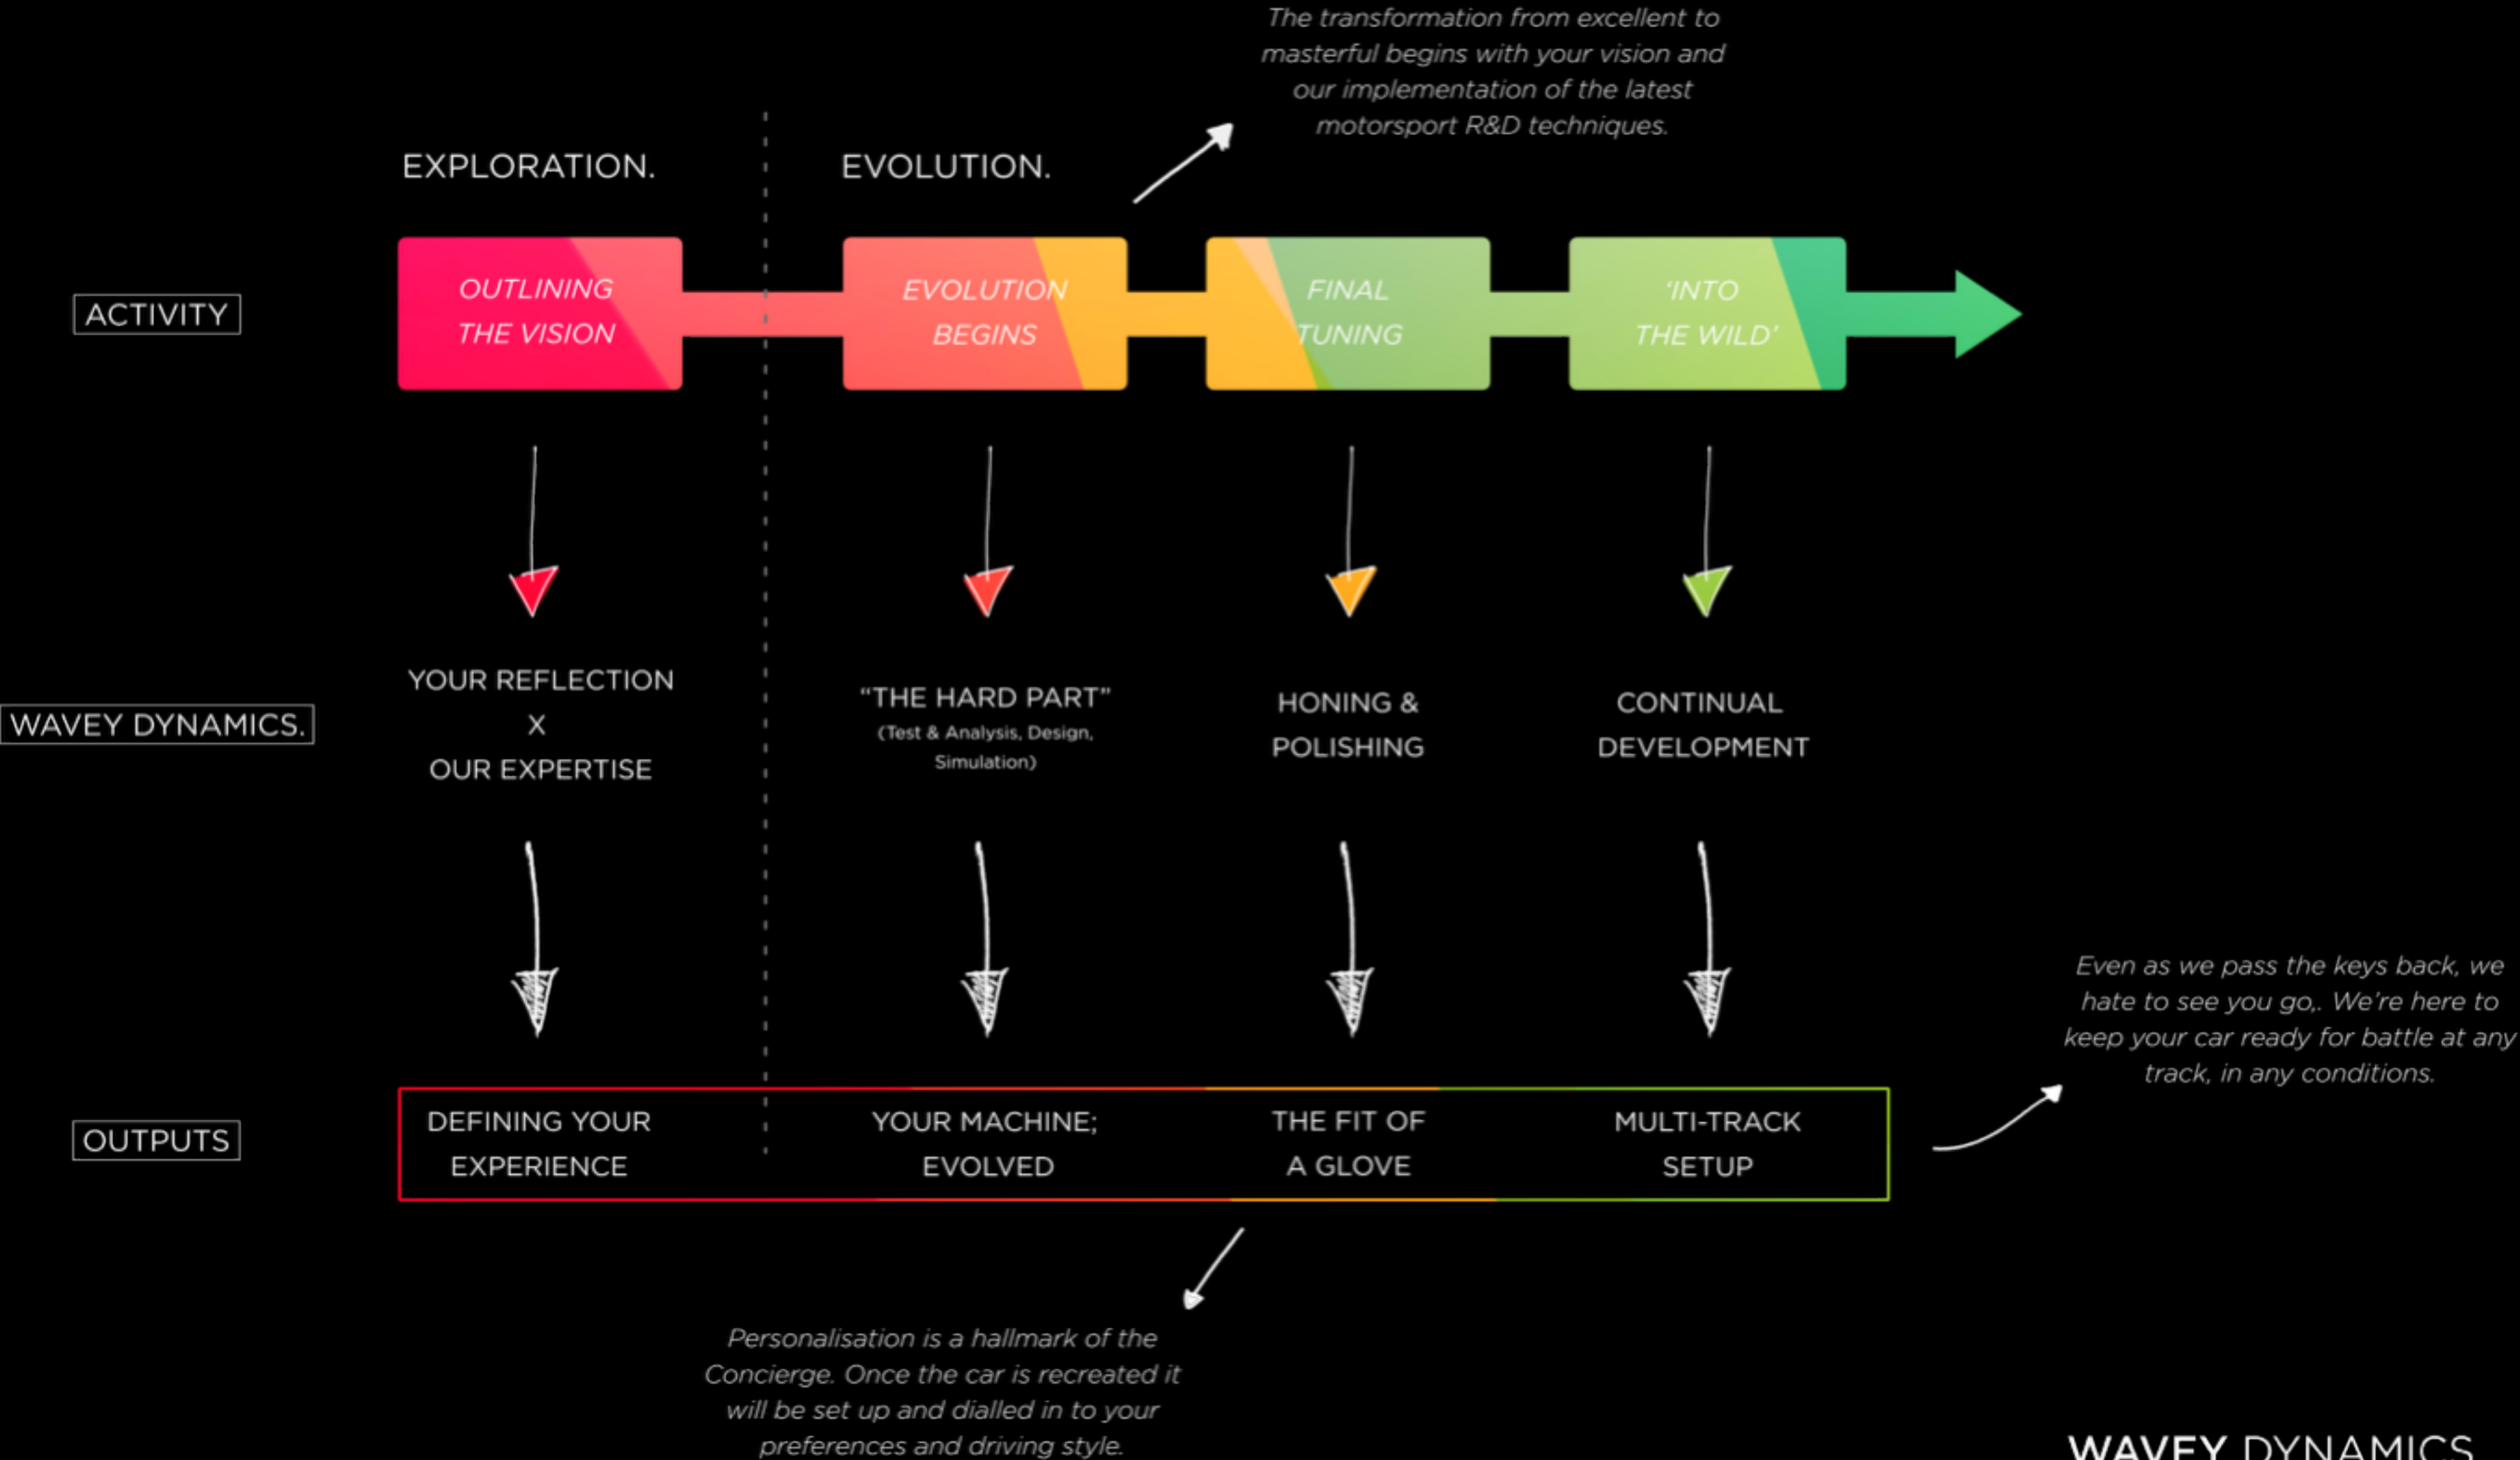 The transformation from excellent to
masterful begins with your vision and
our implementation of the latest
motorsport R&D techniques.
EXPLORATION.
EVOLUTION.
ACTIVITY
OUTLINING
THE VISION
EVOLUTION
BEGINS
FINAL
TUNING
‘INTO
THE WILD’
WAVEY DYNAMICS.
YOUR REFLECTION
X
OUR EXPERTISE
“THE HARD PART”
(Test & Analysis, Design,
Simulation)
HONING &
POLISHING
CONTINUAL
DEVELOPMENT
Even as we pass the keys back, we
hate to see you go,. We’re here to
keep your car ready for battle at any
track, in any conditions.
OUTPUTS
DEFINING YOUR
EXPERIENCE
YOUR MACHINE;
EVOLVED
THE FIT OF
A GLOVE
MULTI-TRACK
SETUP
Personalisation is a hallmark of the
Concierge. Once the car is recreated it
will be set up and dialled in to your
preferences and driving style.
WAVEY DYNAMICS